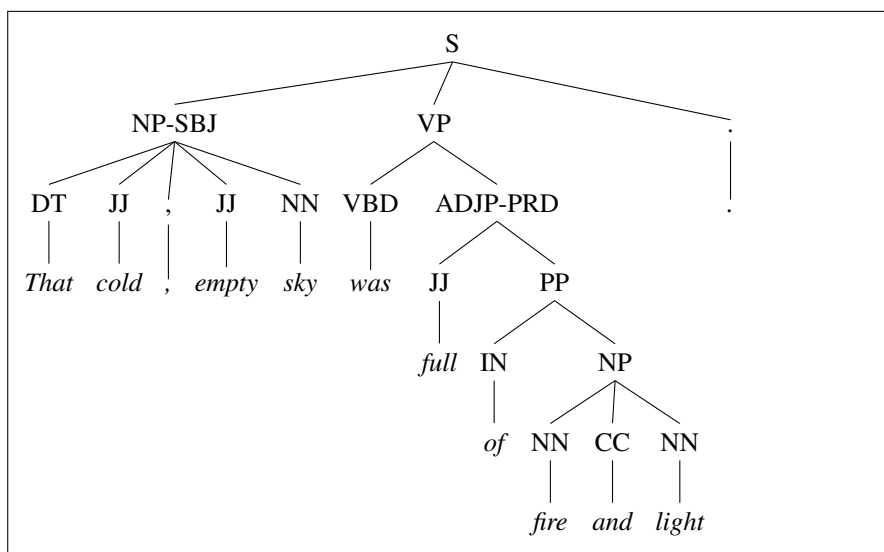 S
NP-SBJ VP .
DT JJ , JJ NN VBD ADJP-PRD .
That cold , empty sky was JJ PP
full IN NP
of NN CC NN
fire and light